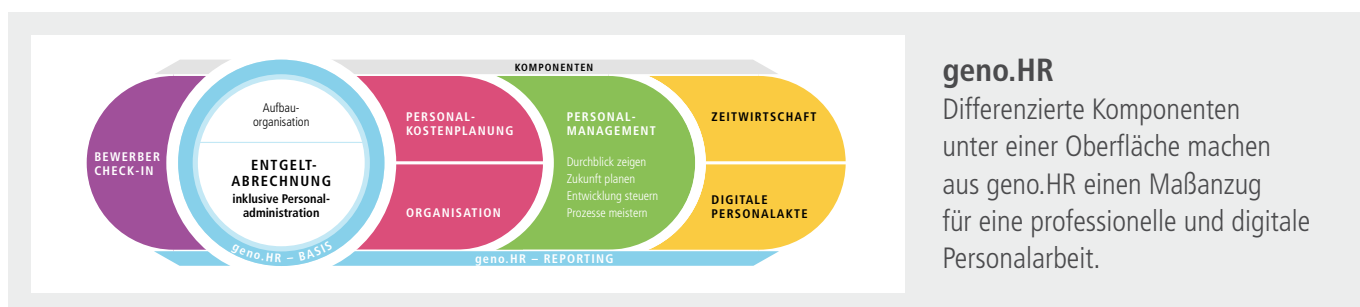 KOMPONENTEN
BEWERBER
CHECK-IN
Aufbau-
organisation
ENTGELT-
ABRECHNUNG
inklusive Personal-
administration
geno.HR – BASIS
PERSONAL-
KOSTENPLANUNG
ORGANISATION
PERSONAL-
MANAGEMENT
Durchblick zeigen
Zukunft planen
Entwicklung steuern
Prozesse meistern
ZEITWIRTSCHAFT
DIGITALE
PERSONALAKTE
geno.HR – REPORTING
geno.HR
Differenzierte Komponenten
unter einer Oberfläche machen
aus geno.HR einen Maßanzug
für eine professionelle und digitale
Personalarbeit.